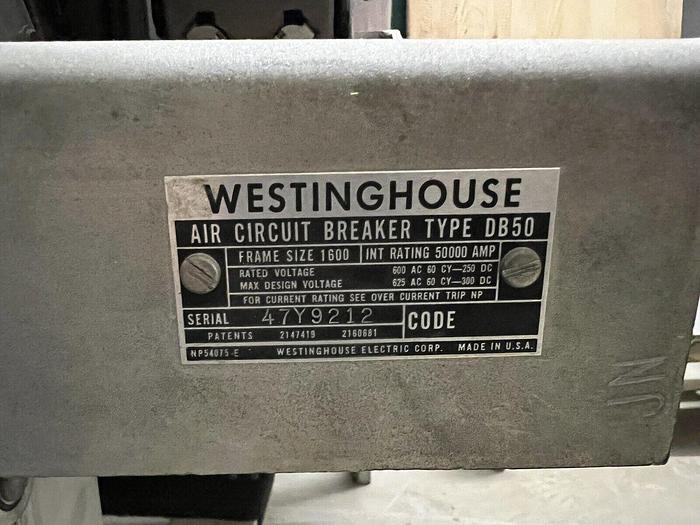 WESTINGHOUSE
AIR CIRCUIT BREAKER TYPE DB50
FRAME SIZE 1600 INT RATING 50000 AMP
RATED VOLTAGE 600 AC 60 CY—250 DC
MAX DESIGN VOLTAGE 625 AC 60 CY—300 DC
FOR CURRENT RATING SEE OVER CURRENT TRIP NP
SERIAL 47Y9212 CODE
PATENTS 2147419 2160681
NP54075-E WESTINGHOUSE ELECTRIC CORP. MADE IN U.S.A.
JN